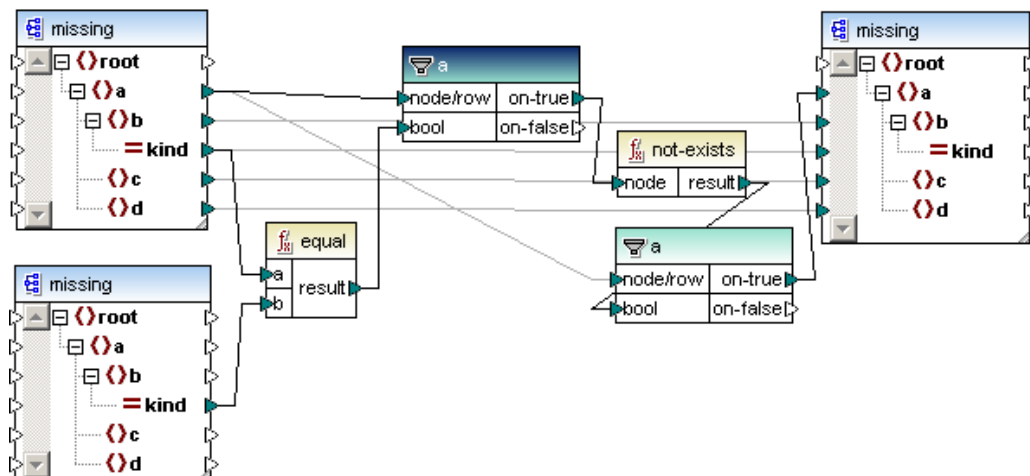 missing
root
a
b
= kind
c
d
a
node/row on-true
bool on-false
not-exists
node result
equal
a
b
result
a
node/row on-true
bool on-false
missing
root
a
b
= kind
c
d
missing
root
a
b
= kind
c
d